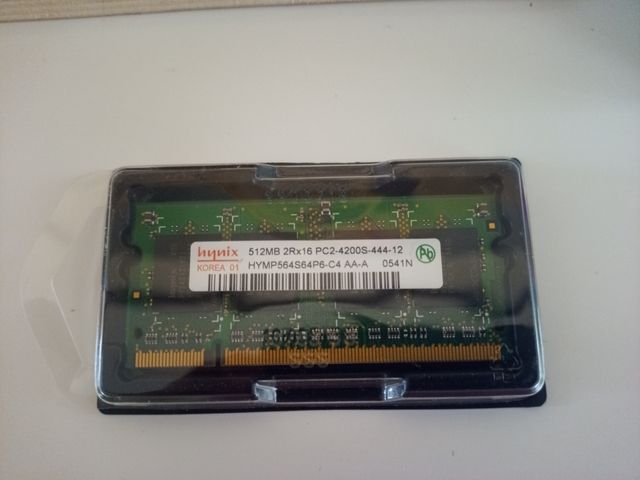 hynix 512MB 2Rx16 PC2-4200S-444-12
KOREA 01 HYMP564S64P6-C4 AA-A 0541N
Pb